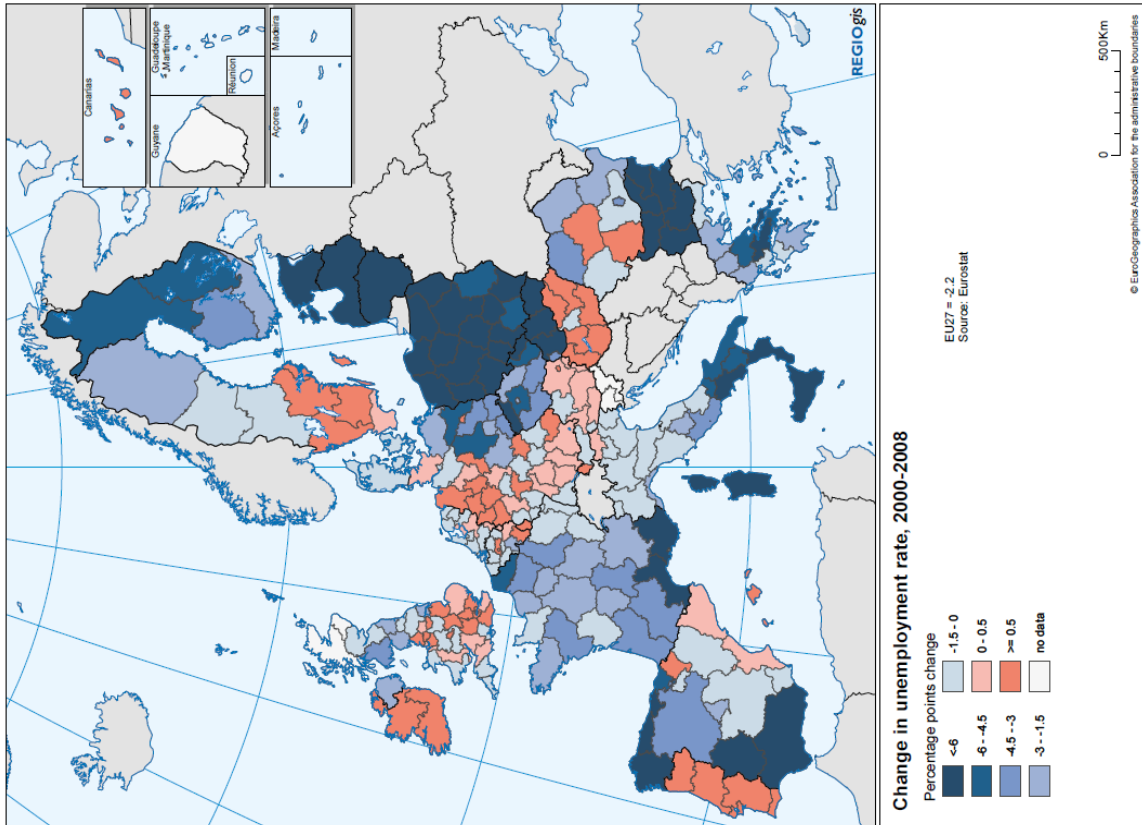 Canarias
Guyane
Guadeloupe
Martinique
Réunion
Açores
Madeira
REGIOgis
Change in unemployment rate, 2000-2008
Percentage points change
<-6
-6 - -4.5
-4.5 - -3
-3 - -1.5
-1.5 - 0
0 - 0.5
>= 0.5
no data
EU27 = -2.2
Source: Eurostat
0 500Km
© EuroGeographics Association for the administrative boundaries